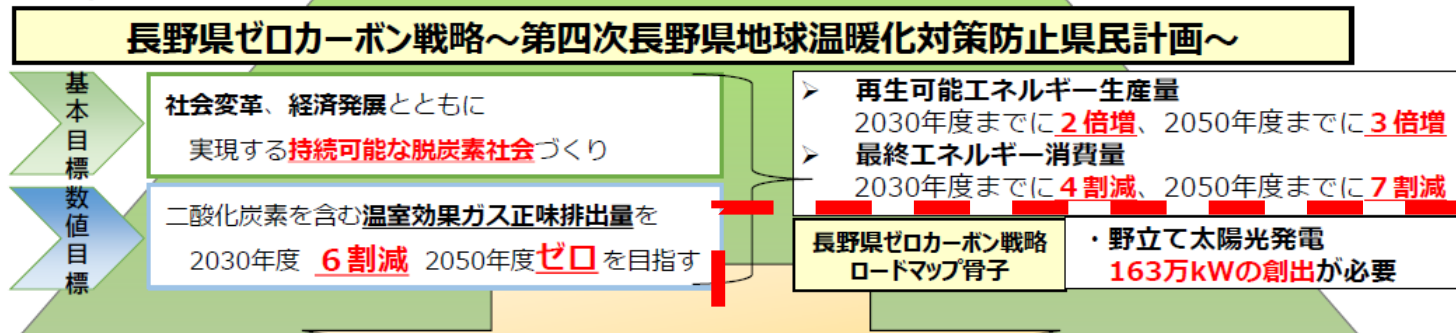 長野県ゼロカーボン戦略～第四次長野県地球温暖化対策防止県民計画～
基本目標
社会変革、経済発展とともに
実現する持続可能な脱炭素社会づくり
数値目標
二酸化炭素を含む温室効果ガス正味排出量を
2030年度 ６割減 2050年度ゼロを目指す
➢ 再生可能エネルギー生産量
2030年度までに２倍増、2050年度までに３倍増
➢ 最終エネルギー消費量
2030年度までに４割減、2050年度までに７割減
長野県ゼロカーボン戦略
ロードマップ骨子
・野立て太陽光発電
163万kWの創出が必要